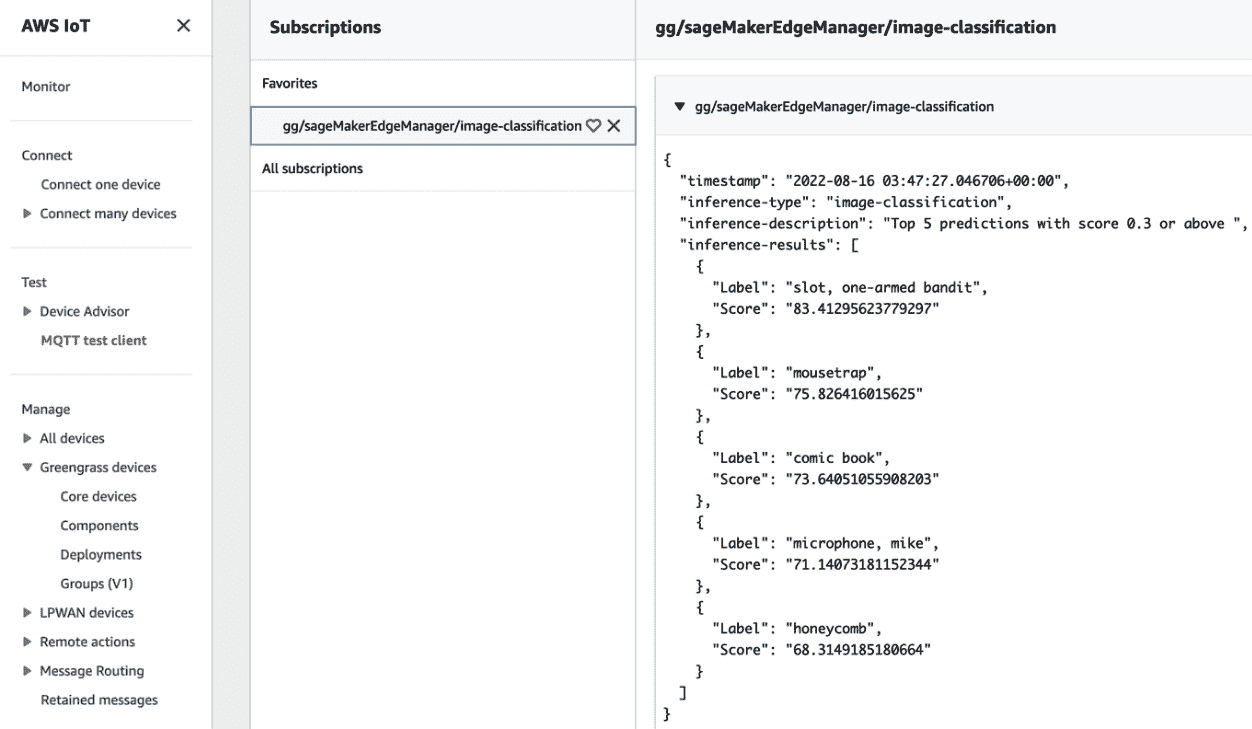 AWS IoT
Monitor
Connect
Connect one device
Connect many devices
Test
Device Advisor
MQTT test client
Manage
All devices
Greengrass devices
Core devices
Components
Deployments
Groups (V1)
LPWAN devices
Remote actions
Message Routing
Retained messages
Subscriptions
Favorites
gg/sageMakerEdgeManager/image-classification
All subscriptions
gg/sageMakerEdgeManager/image-classification
gg/sageMakerEdgeManager/image-classification
{
"timestamp": "2022-08-16 03:47:27.046706+00:00",
"inference-type": "image-classification",
"inference-description": "Top 5 predictions with score 0.3 or above ",
"inference-results": [
{
"Label": "slot, one-armed bandit",
"Score": "83.41295623779297"
},
{
"Label": "mousetrap",
"Score": "75.826416015625"
},
{
"Label": "comic book",
"Score": "73.64051055908203"
},
{
"Label": "microphone, mike",
"Score": "71.14073181152344"
},
{
"Label": "honeycomb",
"Score": "68.3149185180664"
}
]
}